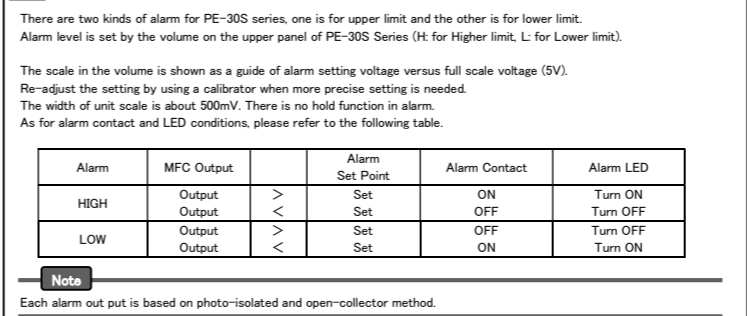 There are two kinds of alarm for PE-30S series, one is for upper limit and the other is for lower limit.
Alarm level is set by the volume on the upper panel of PE-30S Series (H: for Higher limit, L: for Lower limit).
The scale in the volume is shown as a guide of alarm setting voltage versus full scale voltage (5V).
Re-adjust the setting by using a calibrator when more precise setting is needed.
The width of unit scale is about 500mV. There is no hold function in alarm.
As for alarm contact and LED conditions, please refer to the following table.
Alarm MFC Output Alarm Set Point Alarm Contact Alarm LED
HIGH
Output > Set ON Turn ON
Output < Set OFF Turn OFF
LOW
Output > Set OFF Turn OFF
Output < Set ON Turn ON
Note
Each alarm out put is based on photo-isolated and open-collector method.